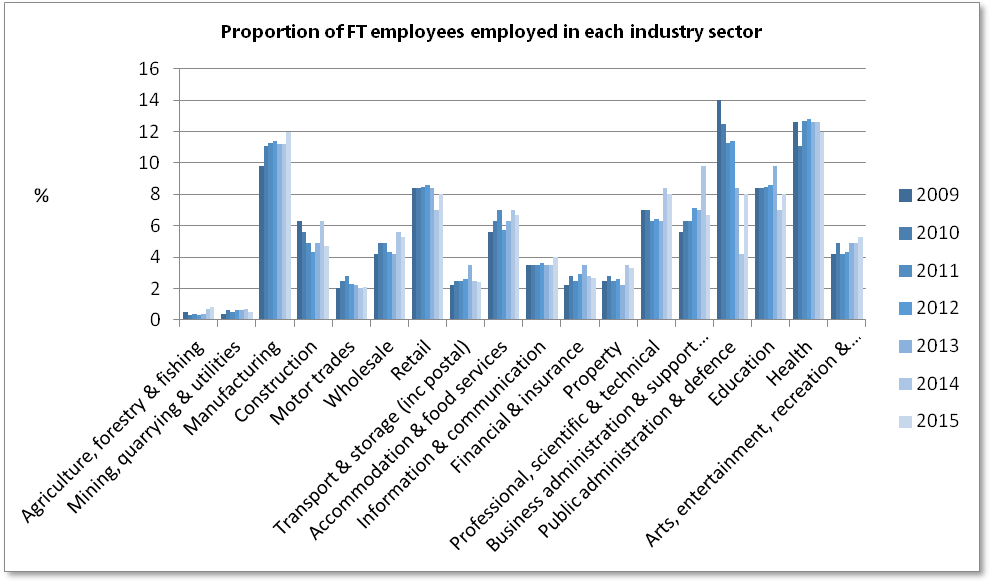 Proportion of FT employees employed in each industry sector
16
14
12
10
8
6
4
2
0
%
Agriculture, forestry & fishing
Mining, quarrying & utilities
Manufacturing
Construction
Motor trades
Wholesale
Retail
Transport & storage (inc postal)
Accommodation & food services
Information & communication
Financial & insurance
Property
Professional, scientific & technical
Business administration & support...
Public administration & defence
Education
Health
Arts, entertainment, recreation &...
2009
2010
2011
2012
2013
2014
2015